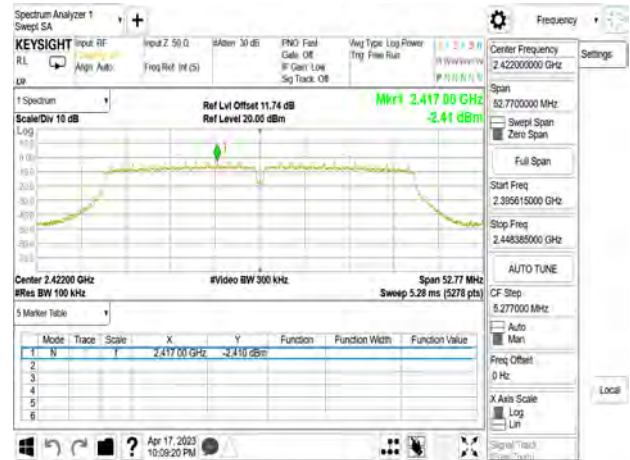 Spectrum Analyzer 1
Swept SA
+
Frequency
KEYSIGHT
Input: RF
Input Z: 50 Ω
#Atten: 30 dB
PNO: Fast
Avg Type: Log-Power
RL
Align: Auto
Freq Ref: Int (S)
Gate: Off
Trig: Free Run
IF Gain: Low
Sig Track: Off
1 Spectrum
Scale/Div 10 dB
Ref Lvl Offset 11.74 dB
Ref Level 20.00 dBm
Mkr1 2.417 00 GHz
-2.41 dBm
Log
10.0
0.00
Center 2.42200 GHz
#Res BW 100 kHz
#Video BW 300 kHz
Span 52.77 MHz
Sweep 5.28 ms (5278 pts)
5 Marker Table
Mode Trace Scale X Y Function Function Width Function Value
1 N f 2.417 00 GHz -2.410 dBm
2
3
4
5
6
Apr 17, 2023
10:09:20 PM
Center Frequency
2.422000000 GHz
Settings
Span
52.7700000 MHz
Swept Span
Zero Span
Full Span
Start Freq
2.395615000 GHz
Stop Freq
2.448385000 GHz
AUTO TUNE
CF Step
5.277000 MHz
Auto
Man
Freq Offset
0 Hz
X Axis Scale
Log
Lin
Local
Signal Track